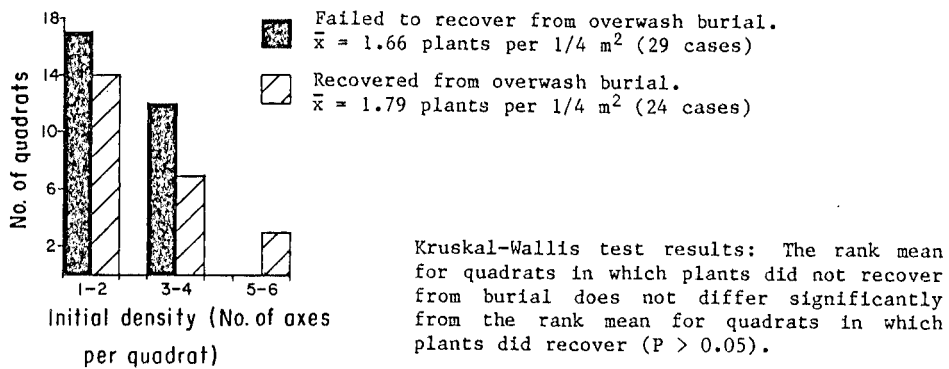 Failed to recover from overwash burial.
x̄ = 1.66 plants per 1/4 m² (29 cases)
Recovered from overwash burial.
x̄ = 1.79 plants per 1/4 m² (24 cases)
No. of quadrats
18
14
10
6
2
1-2
3-4
5-6
Initial density (No. of axes
per quadrat)
Kruskal-Wallis test results: The rank mean
for quadrats in which plants did not recover
from burial does not differ significantly
from the rank mean for quadrats in which
plants did recover (P > 0.05).